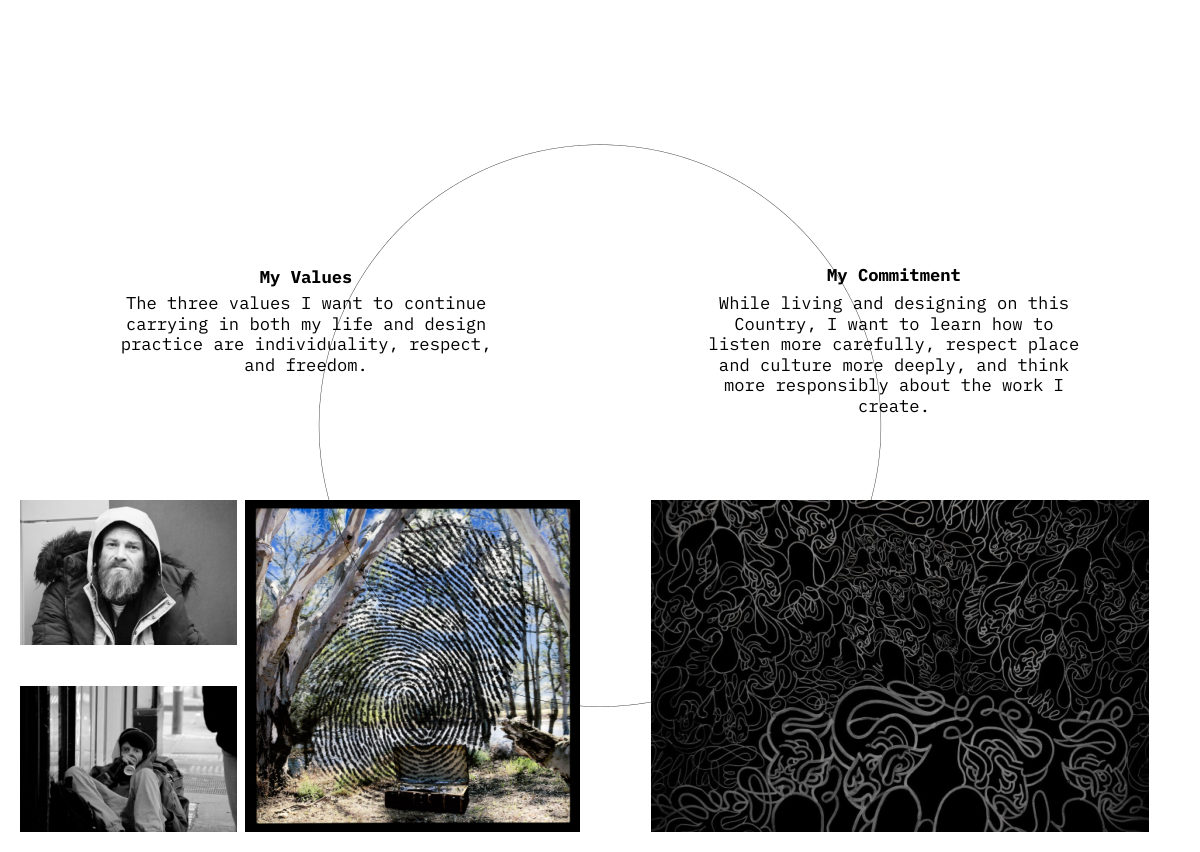 My Values
The three values I want to continue
carrying in both my life and design
practice are individuality, respect,
and freedom.
My Commitment
While living and designing on this
Country, I want to learn how to
listen more carefully, respect place
and culture more deeply, and think
more responsibly about the work I
create.